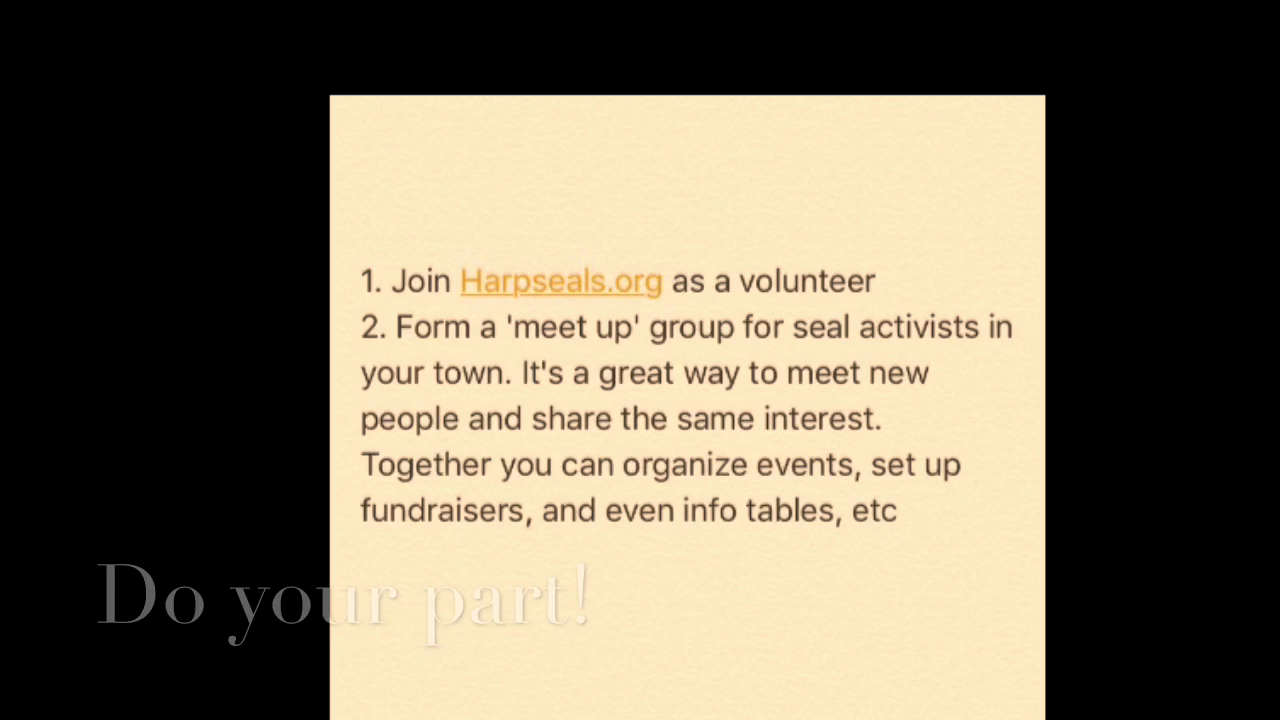 1. Join Harpseals.org as a volunteer
2. Form a 'meet up' group for seal activists in
your town. It's a great way to meet new
people and share the same interest.
Together you can organize events, set up
fundraisers, and even info tables, etc
Do your part!